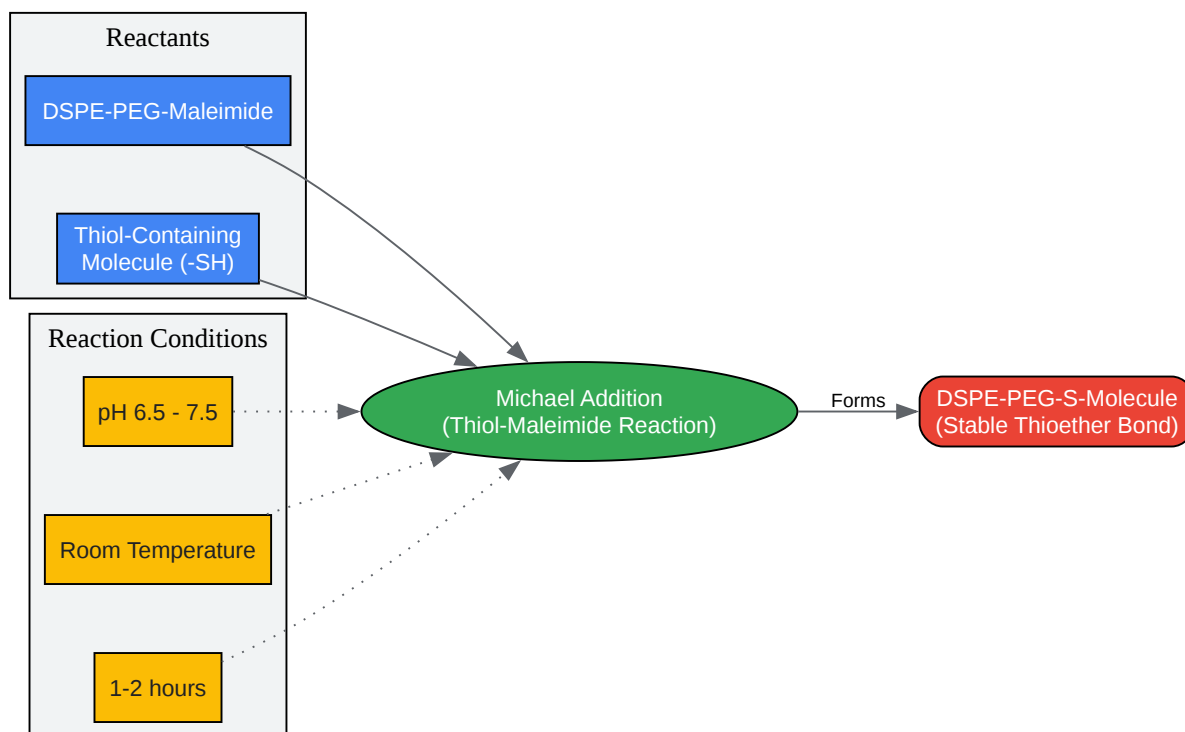 Reactants
DSPE-PEG-Maleimide
Thiol-Containing
Molecule (-SH)
Reaction Conditions
pH 6.5 - 7.5
Room Temperature
1-2 hours
Michael Addition
(Thiol-Maleimide Reaction)
Forms
DSPE-PEG-S-Molecule
(Stable Thioether Bond)